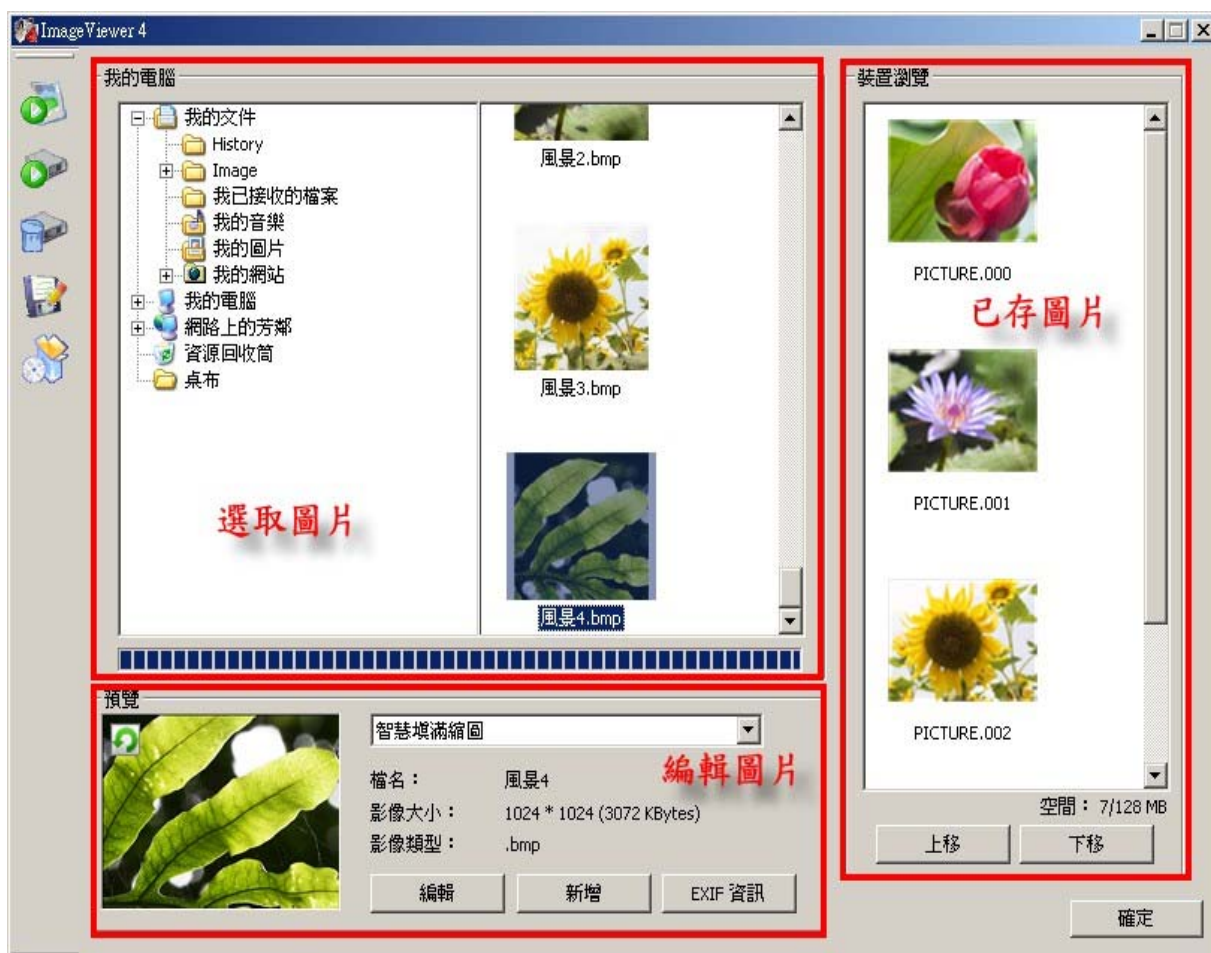 ImageViewer 4
我的電腦
我的文件
History
Image
我已接收的檔案
我的音樂
我的圖片
我的網站
我的電腦
網路上的芳鄰
資源回收筒
桌布
選取圖片
風景2.bmp
風景3.bmp
風景4.bmp
裝置瀏覽
PICTURE.000
已存圖片
PICTURE.001
PICTURE.002
空間： 7/128 MB
上移
下移
預覽
智慧填滿縮圖
編輯圖片
檔名： 風景4
影像大小： 1024 * 1024 (3072 KBytes)
影像類型： .bmp
編輯
新增
EXIF 資訊
確定